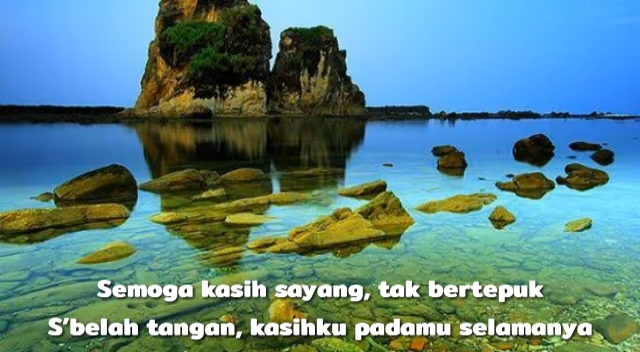 Semoga kasih sayang, tak bertepuk
S'belah tangan, kasihku padamu selamanya